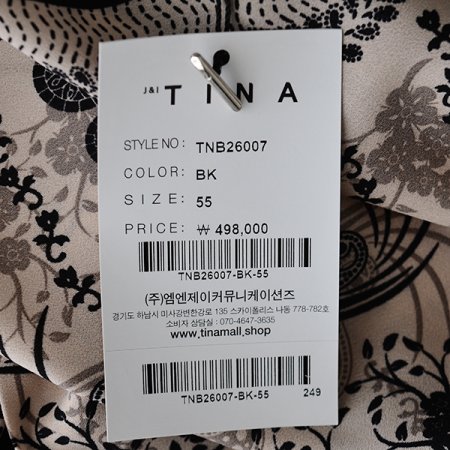 J&I TINA
STYLE NO : TNB26007
COLOR: BK
SIZE: 55
PRICE: ₩ 498,000
TNB26007-BK-55
(주)엠엔제이커뮤니케이션즈
경기도 하남시 미사강변한강로 135 스카이폴리스 나동 778-782호
소비자 상담실 : 070-4647-3635
www.tinamall.shop
TNB26007-BK-55 249